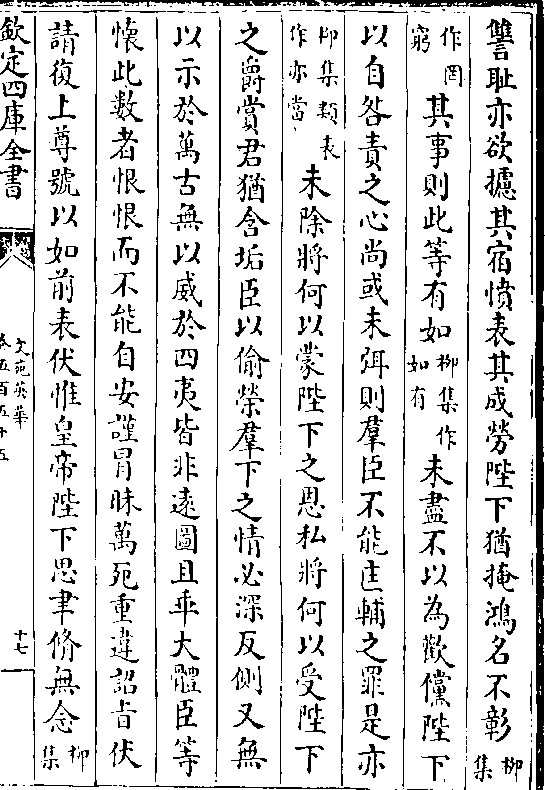 讐耻亦欲攄其宿憤表其成勞陛下猶掩鴻名不彰柳集
作罔窮其事則此等有如柳集作如有未盡不以為歡儻陛下
以自咎責之心尚或未弭則羣臣不能匡輔之罪是亦
柳集類表作亦當未除將何以蒙陛下之恩私將何以受陛下
之爵賞君猶含垢臣以偷榮羣下之情必深反側又無
以示於萬古無以威於四夷皆非遠圖且乖大體臣等
懷此數者恨恨而不能自安謹冒昧萬死重違詔旨伏
請復上尊號以如前表伏惟皇帝陛下思聿脩無念柳集
欽定四庫全書
文苑英華
卷五百五十五
十七